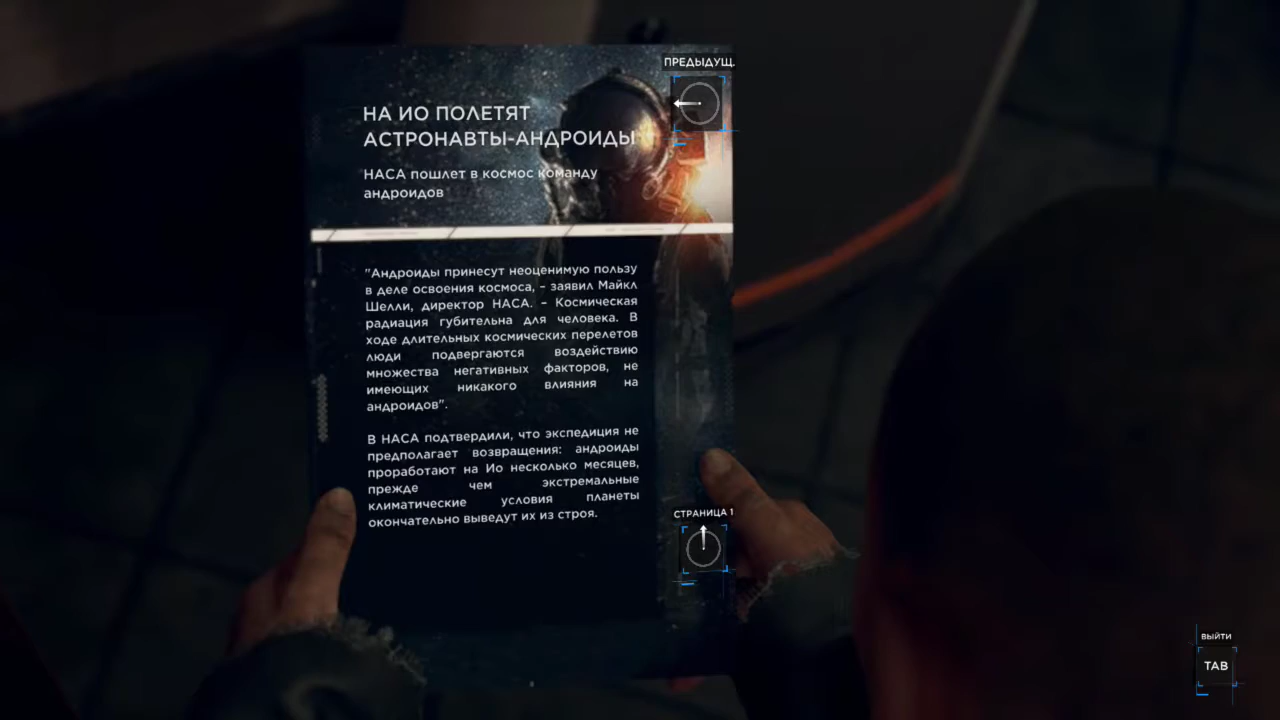 ПРЕДЫДУЩ.
НА ИО ПОЛЕТЯТ
АСТРОНАВТЫ-АНДРОИДЫ
НАСА пошлет в космос команду
андроидов
"Андроиды принесут неоценимую пользу
в деле освоения космоса, – заявил Майкл
Шелли, директор НАСА. – Космическая
радиация губительна для человека. В
ходе длительных космических перелетов
люди подвергаются воздействию
множества негативных факторов, не
имеющих никакого влияния на
андроидов".
В НАСА подтвердили, что экспедиция не
предполагает возвращения: андроиды
проработают на Ио несколько месяцев,
прежде чем экстремальные
климатические условия планеты
окончательно выведут их из строя.
СТРАНИЦА 1
ВЫЙТИ
TAB